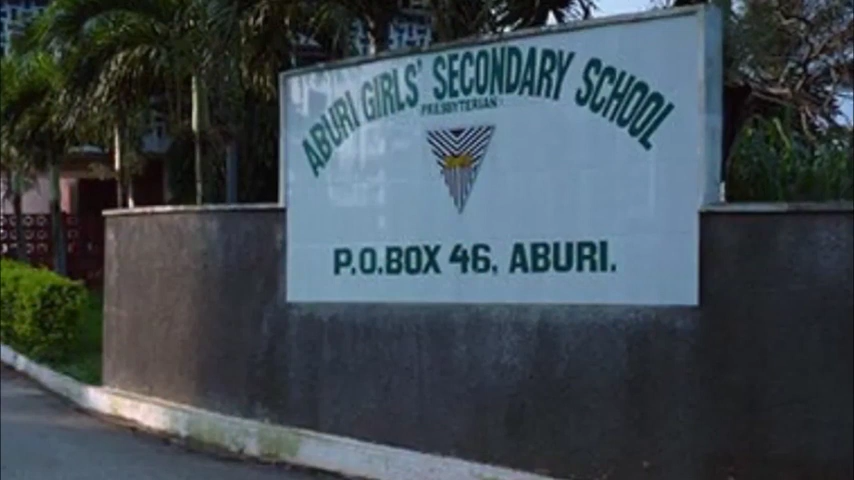 ABURI GIRLS' SECONDARY SCHOOL
PRESBYTERIAN
P.O.BOX 46, ABURI.